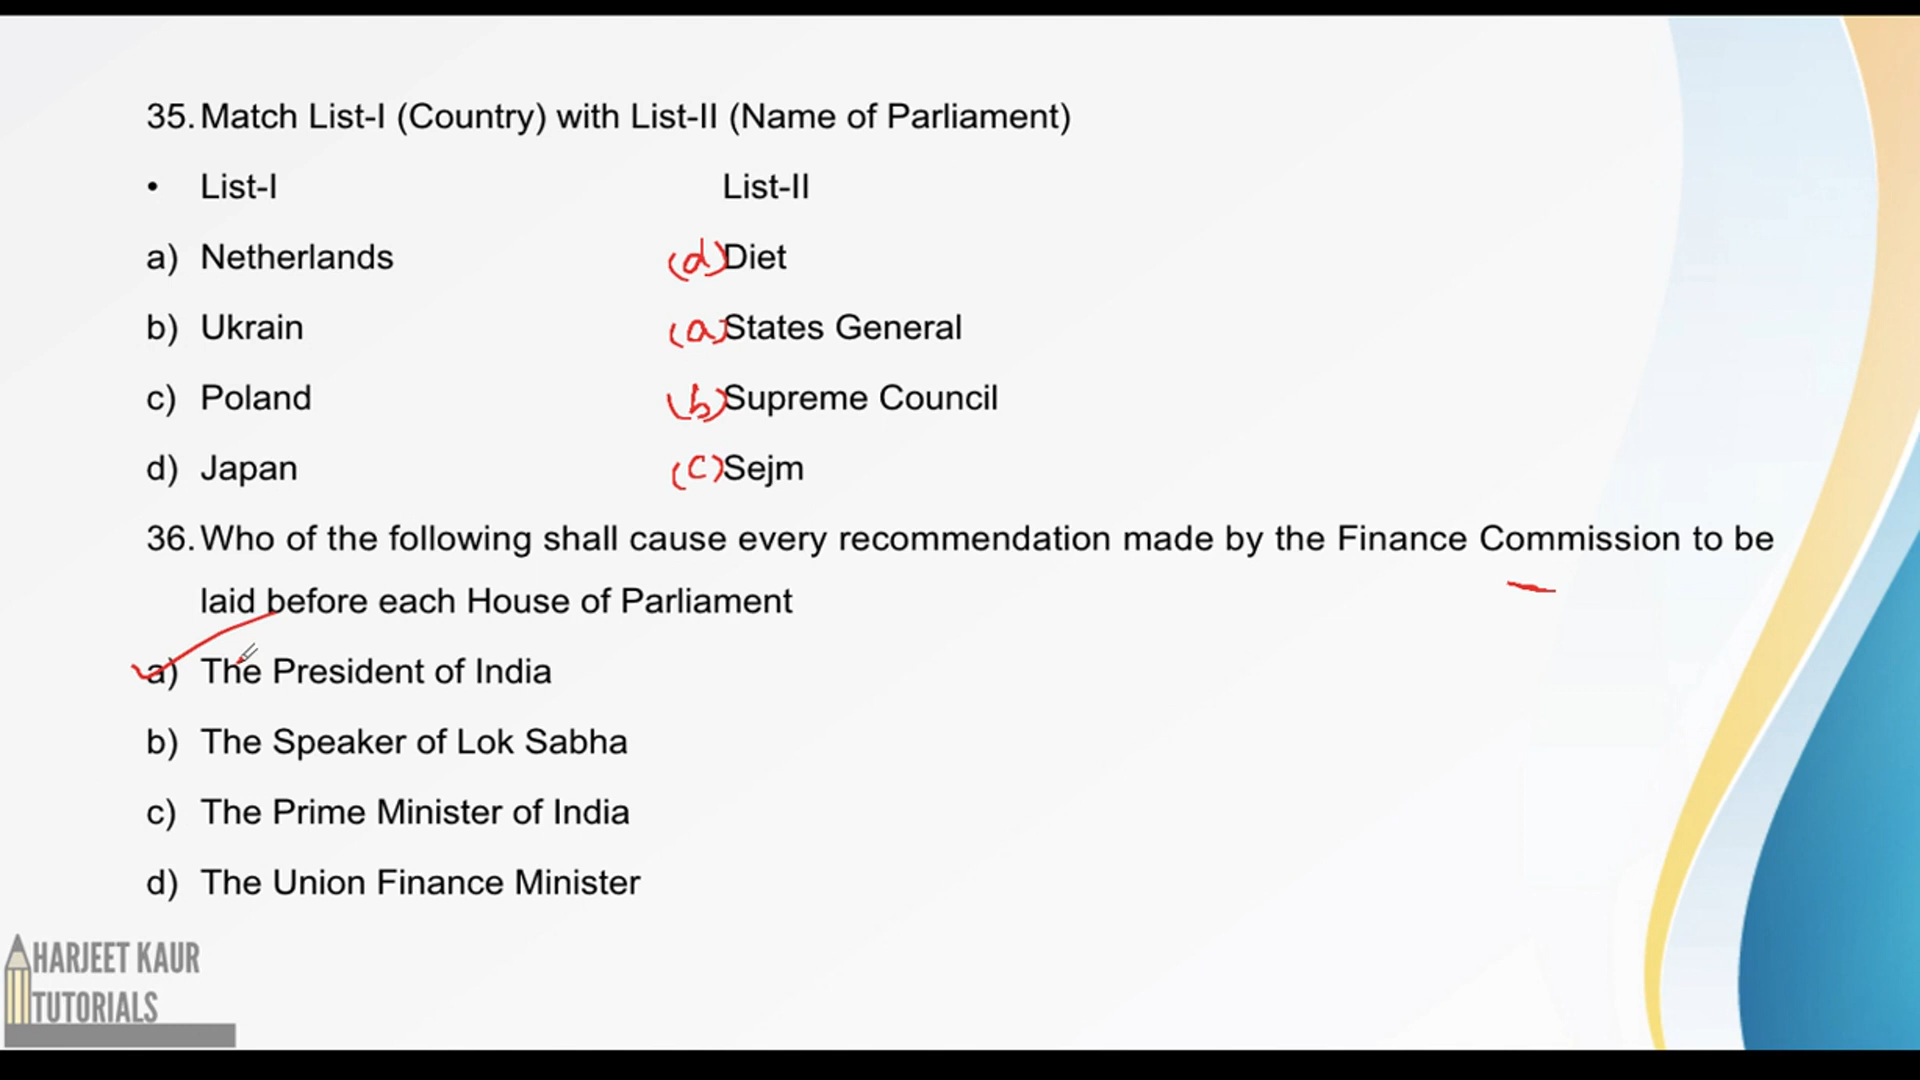 35. Match List-I (Country) with List-II (Name of Parliament)
• List-I List-II
a) Netherlands (d) Diet
b) Ukrain (a) States General
c) Poland (b) Supreme Council
d) Japan (c) Sejm
36. Who of the following shall cause every recommendation made by the Finance Commission to be
laid before each House of Parliament
a) The President of India
b) The Speaker of Lok Sabha
c) The Prime Minister of India
d) The Union Finance Minister
HARJEET KAUR
TUTORIALS